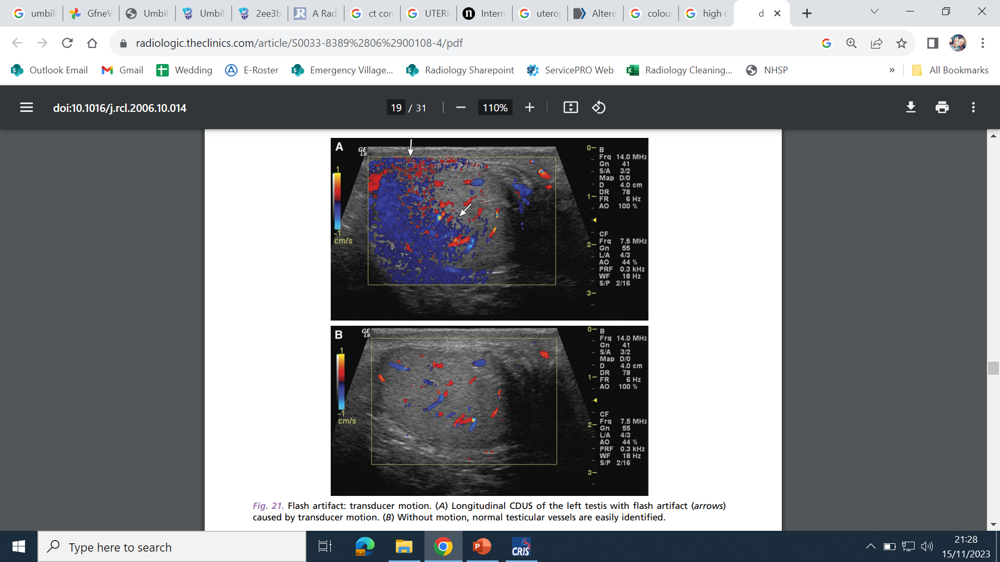 umbili
GfneV
Umbil
Umbil
2ee3b
A Rad
ct con
UTERI
Intern
uterop
Altere
colou
high c
d
radiologic.theclinics.com/article/S0033-8389%2806%2900108-4/pdf
Outlook Email
Gmail
Wedding
E-Roster
Emergency Village...
Radiology Sharepoint
ServicePRO Web
Radiology Cleaning...
NHSP
»
All Bookmarks
doi:10.1016/j.rcl.2006.10.014
19 / 31
110%
A
GE
L9
1
-1
cm/s
0
1
2
3
B
Frq 14.0 MHz
Gn 41
S/A 3/2
Map D/0
D 4.0 cm
DR 78
FR 6 Hz
AO 100 %
CF
Frq 7.5 MHz
Gn 55
L/A 4/3
AO 44 %
PRF 0.3 kHz
WF 18 Hz
S/P 2/16
B
GE
L9
1
-1
cm/s
0
1
2
3
B
Frq 14.0 MHz
Gn 41
S/A 3/2
Map D/0
D 4.0 cm
DR 78
FR 6 Hz
AO 100 %
CF
Frq 7.5 MHz
Gn 55
L/A 4/3
AO 44 %
PRF 0.3 kHz
WF 18 Hz
S/P 2/16
Fig. 21. Flash artifact: transducer motion. (A) Longitudinal CDUS of the left testis with flash artifact (arrows)
caused by transducer motion. (B) Without motion, normal testicular vessels are easily identified.
Type here to search
CRIS
21:28
15/11/2023